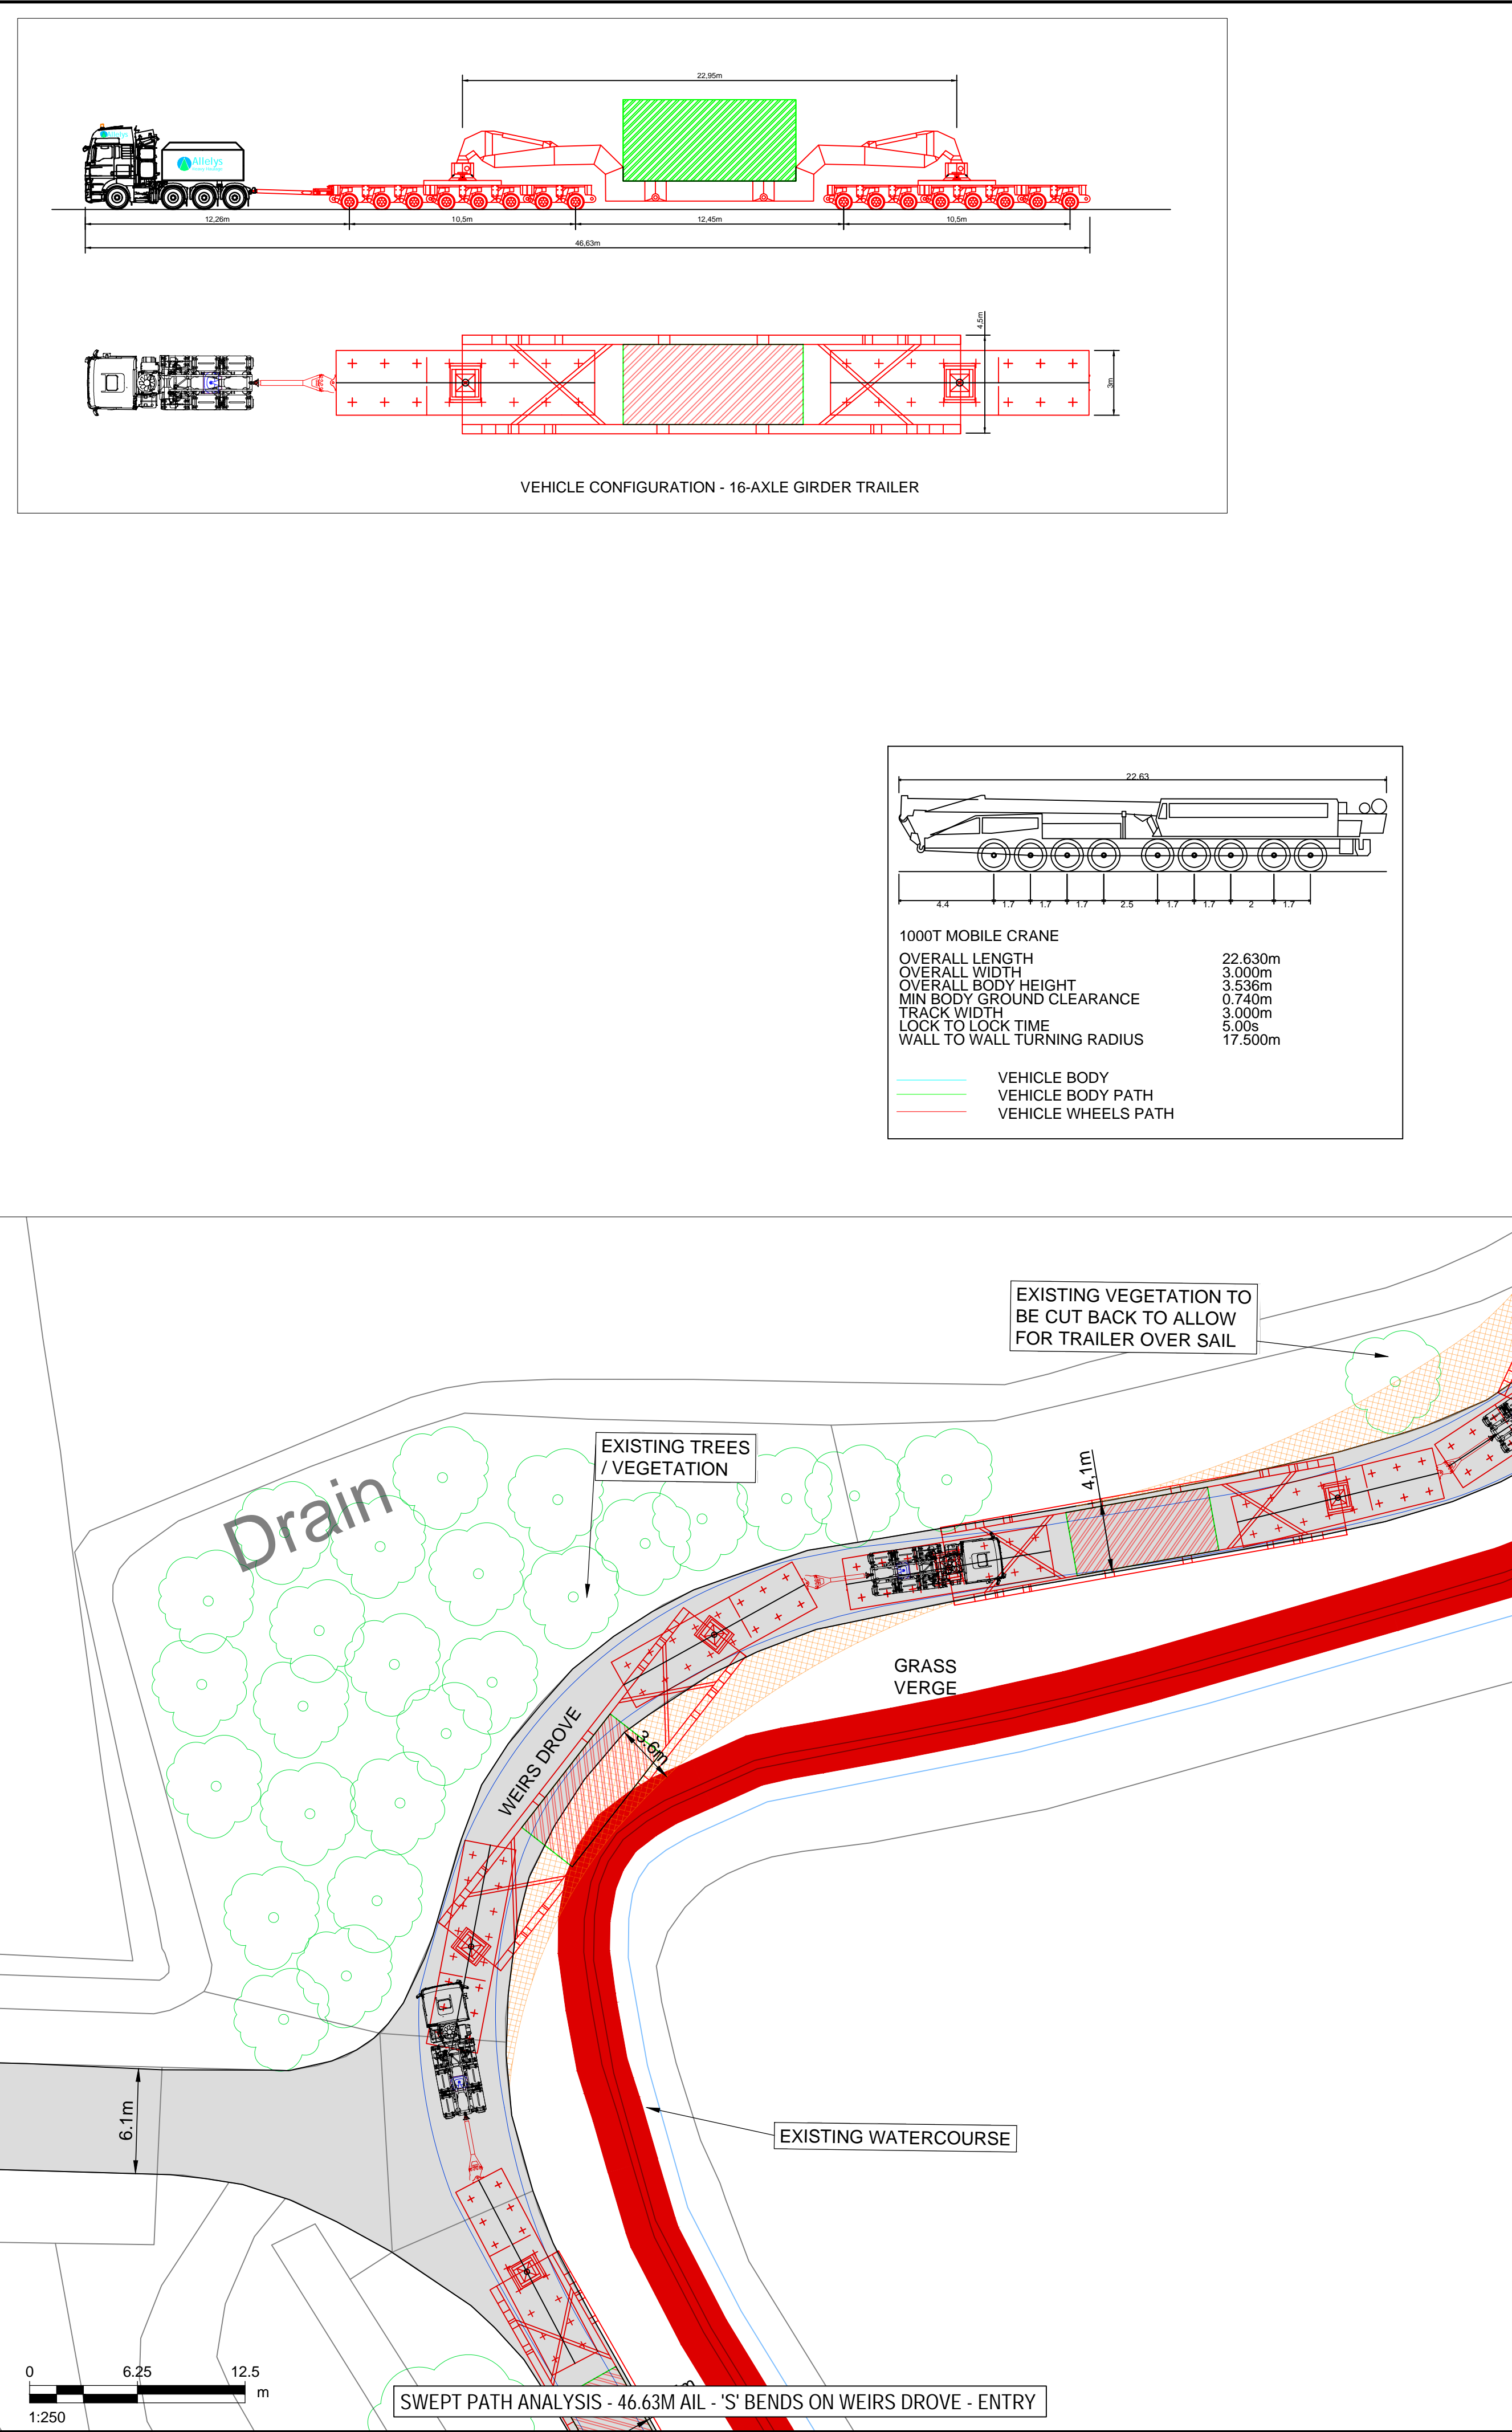 22,95m
Allelys
Allelys
12,26m
10,5m
12,45m
10,5m
46,63m
4,5m
3m
VEHICLE CONFIGURATION - 16-AXLE GIRDER TRAILER
22.63
4.4
1.7
1.7
1.7
2.5
1.7
1.7
2
1.7
1000T MOBILE CRANE
OVERALL LENGTH 22.630m
OVERALL WIDTH 3.000m
OVERALL BODY HEIGHT 3.536m
MIN BODY GROUND CLEARANCE 0.740m
TRACK WIDTH 3.000m
LOCK TO LOCK TIME 5.00s
WALL TO WALL TURNING RADIUS 17.500m
VEHICLE BODY
VEHICLE BODY PATH
VEHICLE WHEELS PATH
EXISTING VEGETATION TO
BE CUT BACK TO ALLOW
FOR TRAILER OVER SAIL
EXISTING TREES
/ VEGETATION
4,1m
Drain
GRASS
VERGE
WEIRS DROVE
3.6m
6.1m
EXISTING WATERCOURSE
0 6.25 12.5
m
1:250
SWEPT PATH ANALYSIS - 46.63M AIL - 'S' BENDS ON WEIRS DROVE - ENTRY